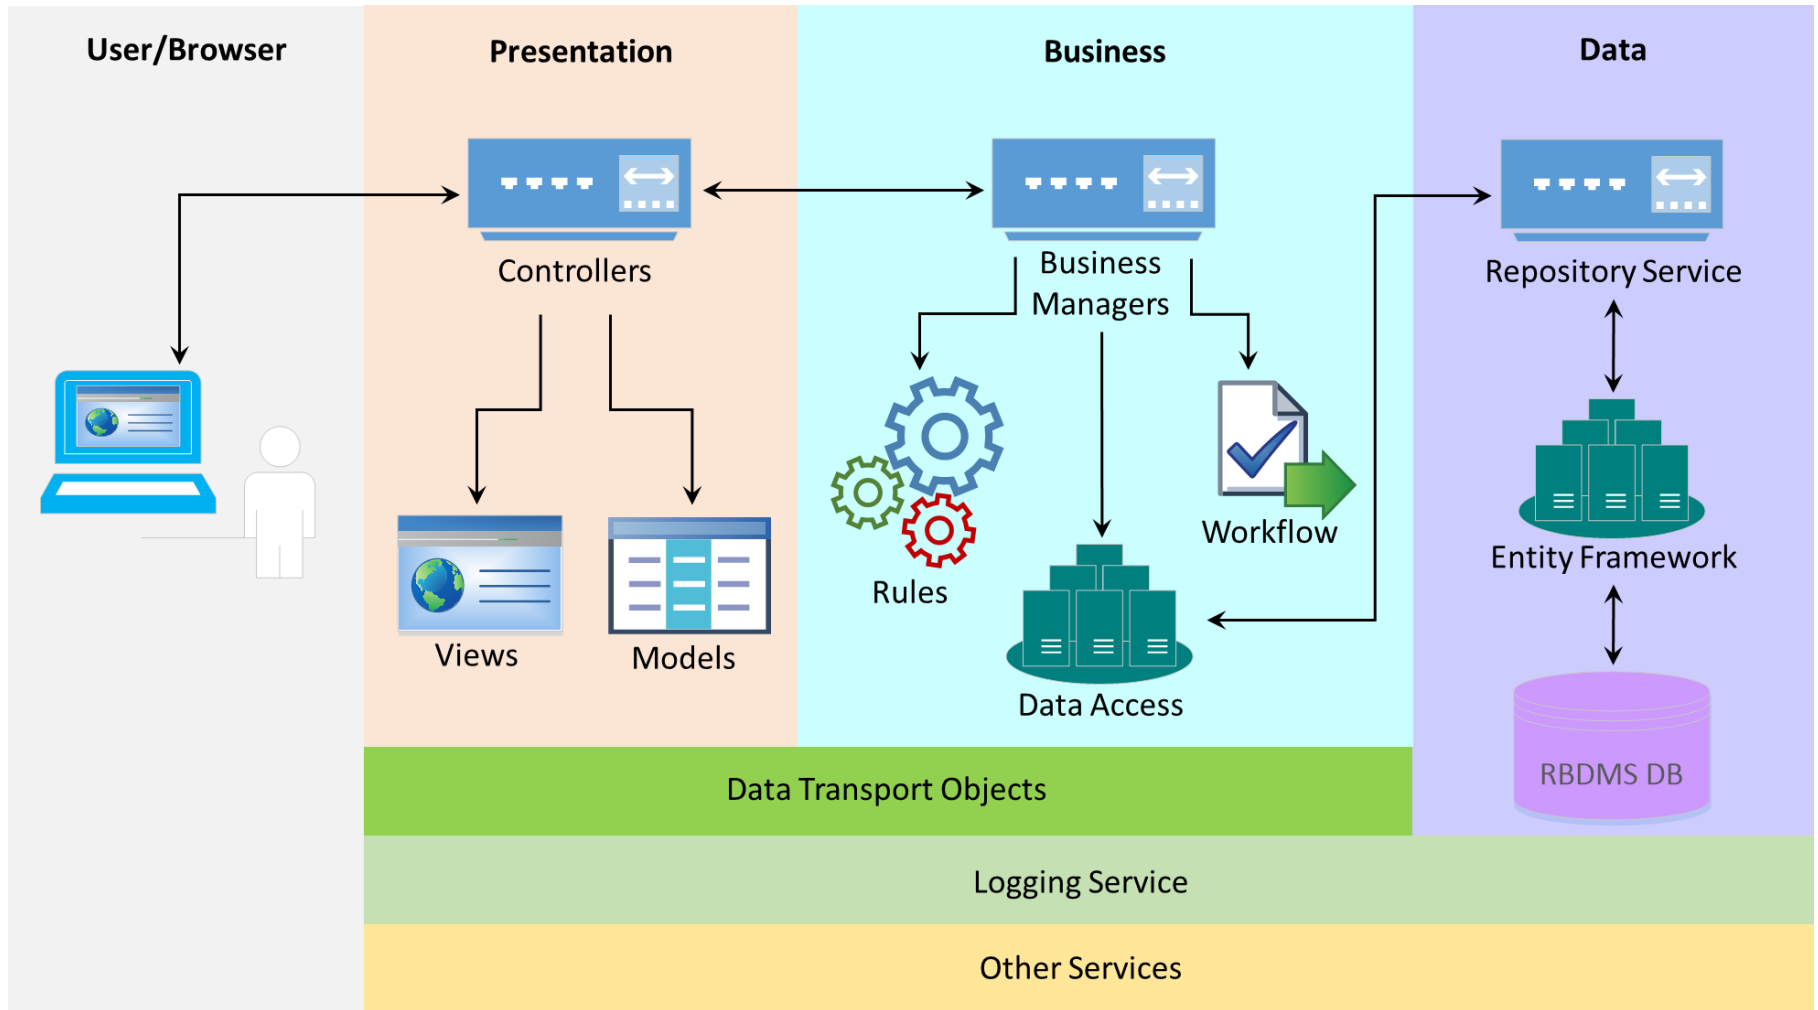 User/Browser
Presentation
Business
Data
Controllers
Business
Managers
Repository Service
Views
Models
Rules
Workflow
Data Access
Entity Framework
RBDMS DB
Data Transport Objects
Logging Service
Other Services